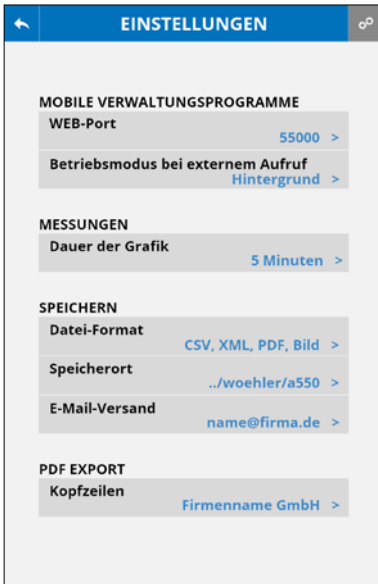 EINSTELLUNGEN
MOBILE VERWALTUNGSPROGRAMME
WEB-Port
55000 >
Betriebsmodus bei externem Aufruf
Hintergrund >
MESSUNGEN
Dauer der Grafik
5 Minuten >
SPEICHERN
Datei-Format
CSV, XML, PDF, Bild >
Speicherort
../woehler/a550 >
E-Mail-Versand
name@firma.de >
PDF EXPORT
Kopfzeilen
Firmenname GmbH >